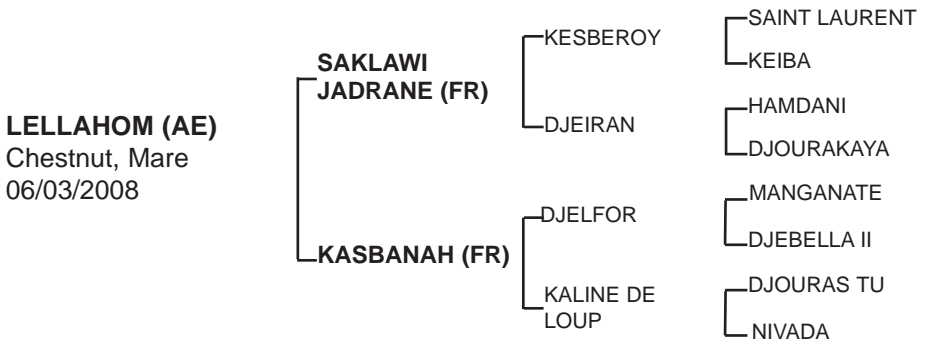 LELLAHOM (AE)
Chestnut, Mare
06/03/2008
SAKLAWI
JADRANE (FR)
KASBANAH (FR)
KESBEROY
DJEIRAN
DJELFOR
KALINE DE
LOUP
SAINT LAURENT
KEIBA
HAMDANI
DJOURAKAYA
MANGANATE
DJEBELLA II
DJOURAS TU
NIVADA